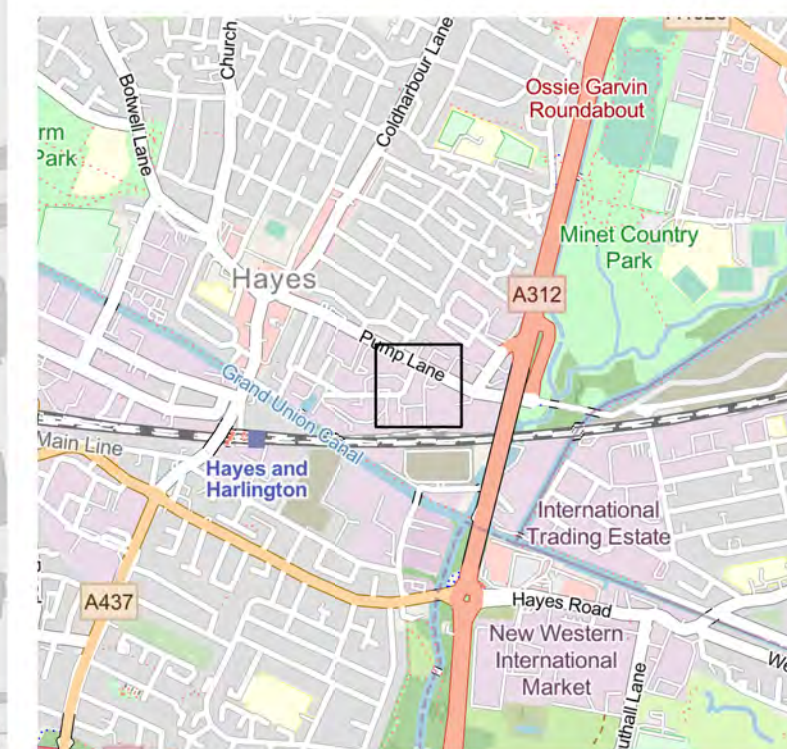 Church
Coldharbour Lane
Botwell Lane
Ossie Garvin
Roundabout
Park
Minet Country
Park
Hayes
A312
Pump Lane
Grand Union Canal
Main Line
Hayes and
Harlington
International
Trading Estate
A437
Hayes Road
New Western
International
Market